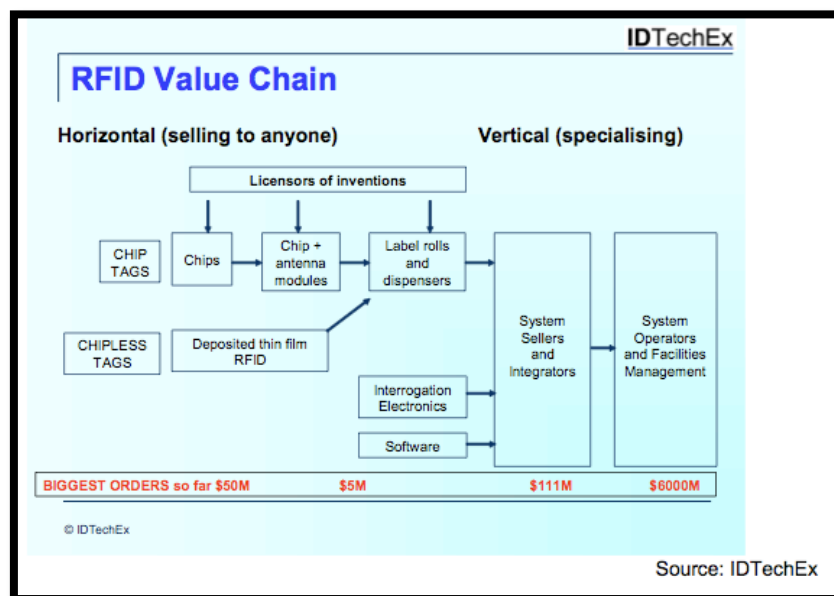 IDTechEx
RFID Value Chain
Horizontal (selling to anyone)
Vertical (specialising)
Licensors of inventions
CHIP
TAGS
Chips
Chip +
antenna
modules
Label rolls
and
dispensers
CHIPLESS
TAGS
Deposited thin film
RFID
Interrogation
Electronics
Software
System
Sellers
and
Integrators
System
Operators
and Facilities
Management
BIGGEST ORDERS so far $50M
$5M
$111M
$6000M
© IDTechEx
Source: IDTechEx